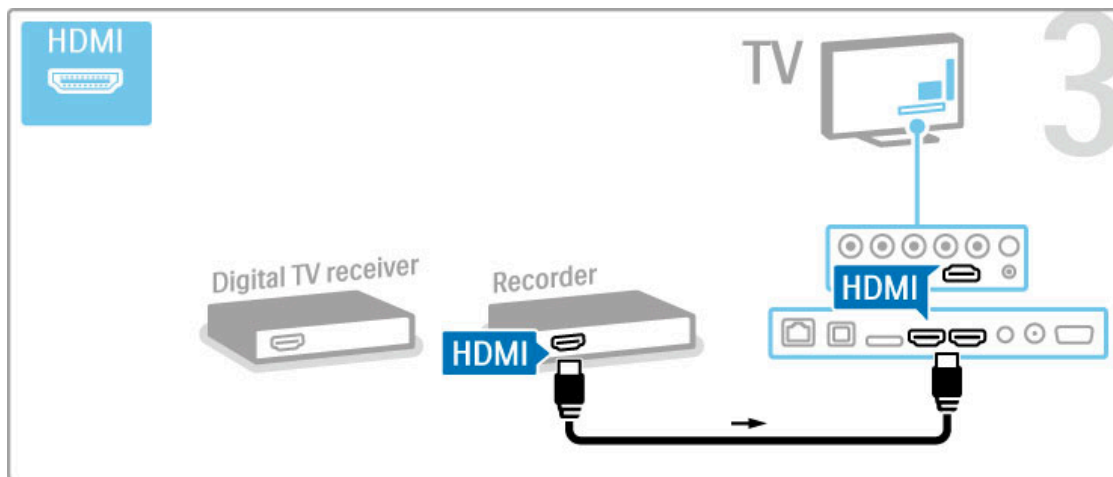 HDMI
TV
3
Digital TV receiver
Recorder
HDMI
HDMI